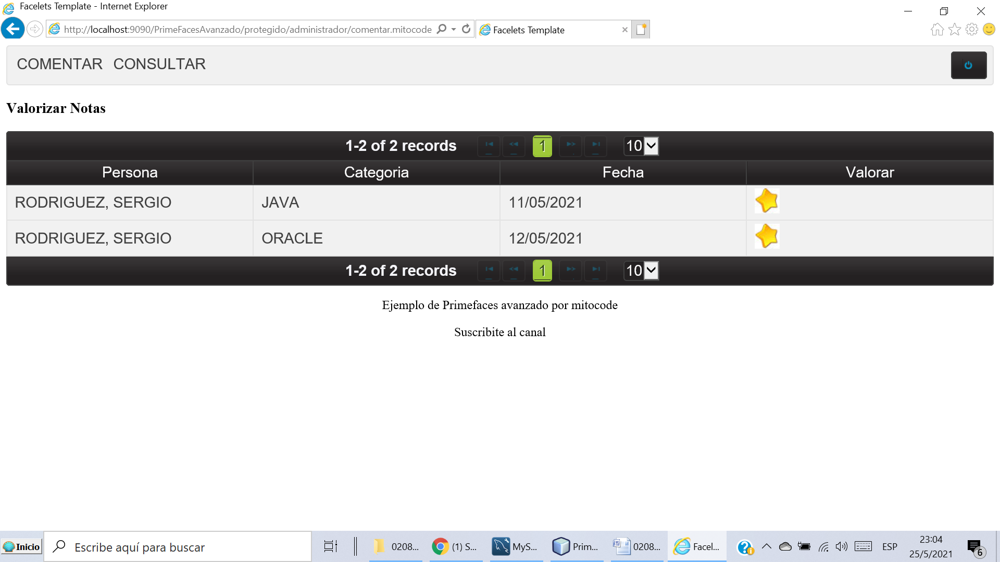 Facelets Template - Internet Explorer
http://localhost:9090/PrimeFacesAvanzado/protegido/administrador/comentar.mitocode
Facelets Template
COMENTAR CONSULTAR
Valorizar Notas
1-2 of 2 records 1 10
Persona Categoria Fecha Valorar
RODRIGUEZ, SERGIO JAVA 11/05/2021
RODRIGUEZ, SERGIO ORACLE 12/05/2021
1-2 of 2 records 1 10
Ejemplo de Primefaces avanzado por mitocode
Suscribite al canal
Inicio
Escribe aquí para buscar
0208...
(1) S...
MyS...
Prim...
0208...
Facel...
ESP
23:04
25/5/2021
6